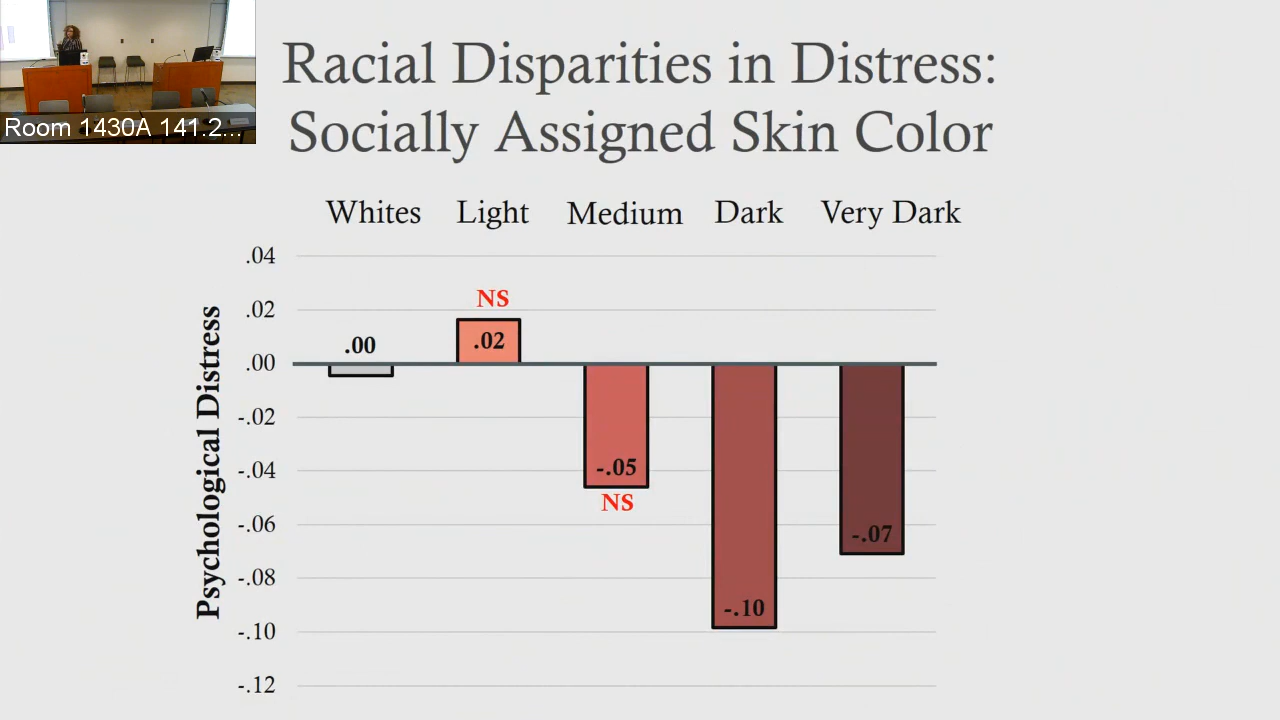 Room 1430A 141.2...
Racial Disparities in Distress:
Socially Assigned Skin Color
Whites Light Medium Dark Very Dark
Psychological Distress
.04
.02
.00
-.02
-.04
-.06
-.08
-.10
-.12
.00
NS
.02
-.05
NS
-.10
-.07